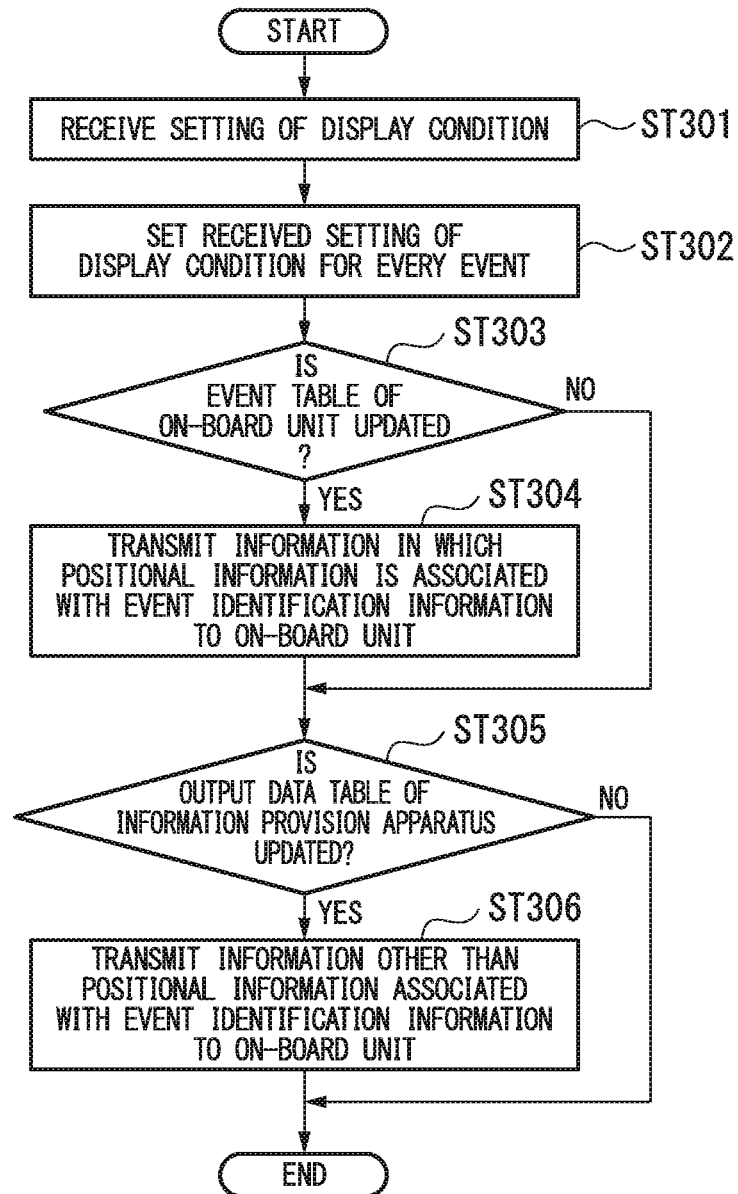 START
RECEIVE SETTING OF DISPLAY CONDITION
ST301
SET RECEIVED SETTING OF
DISPLAY CONDITION FOR EVERY EVENT
ST302
ST303
IS
EVENT TABLE OF
ON-BOARD UNIT UPDATED
?
NO
YES
ST304
TRANSMIT INFORMATION IN WHICH
POSITIONAL INFORMATION IS ASSOCIATED
WITH EVENT IDENTIFICATION INFORMATION
TO ON-BOARD UNIT
ST305
IS
OUTPUT DATA TABLE OF
INFORMATION PROVISION APPARATUS
UPDATED?
NO
YES
ST306
TRANSMIT INFORMATION OTHER THAN
POSITIONAL INFORMATION ASSOCIATED
WITH EVENT IDENTIFICATION INFORMATION
TO ON-BOARD UNIT
END